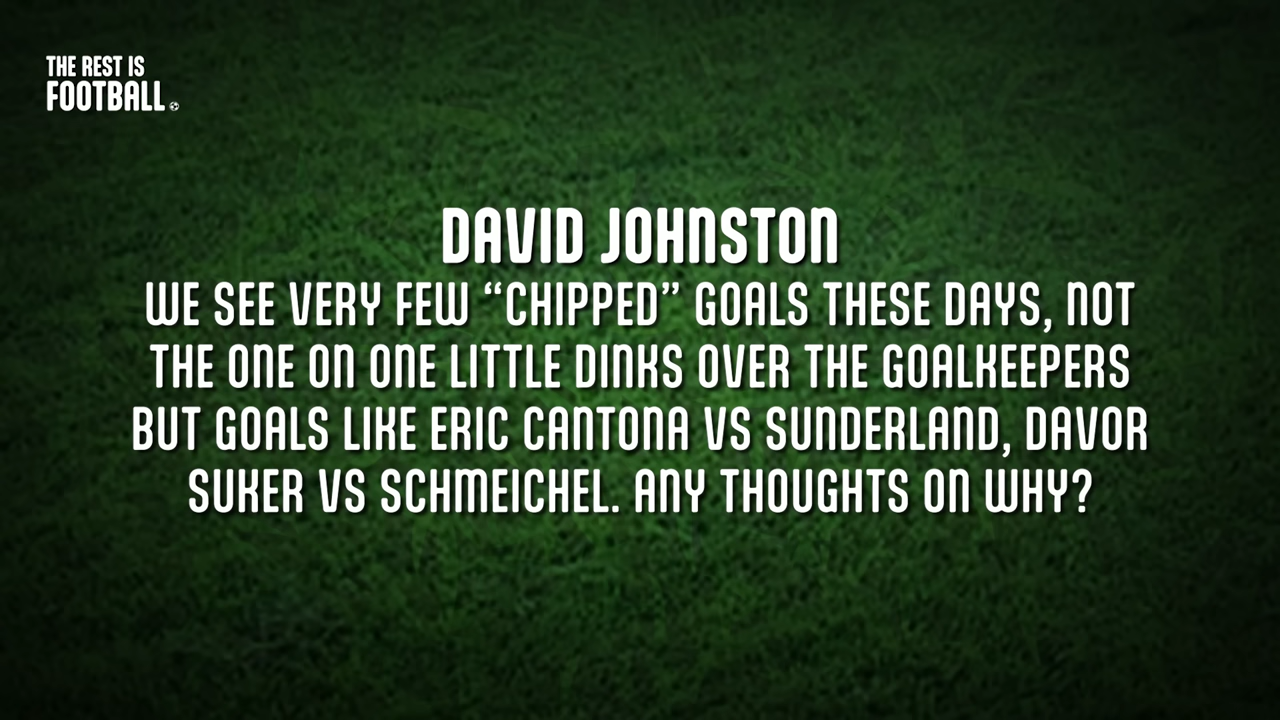 THE REST IS
FOOTBALL
DAVID JOHNSTON
WE SEE VERY FEW “CHIPPED” GOALS THESE DAYS, NOT
THE ONE ON ONE LITTLE DINKS OVER THE GOALKEEPERS
BUT GOALS LIKE ERIC CANTONA VS SUNDERLAND, DAVOR
SUKER VS SCHMEICHEL. ANY THOUGHTS ON WHY?